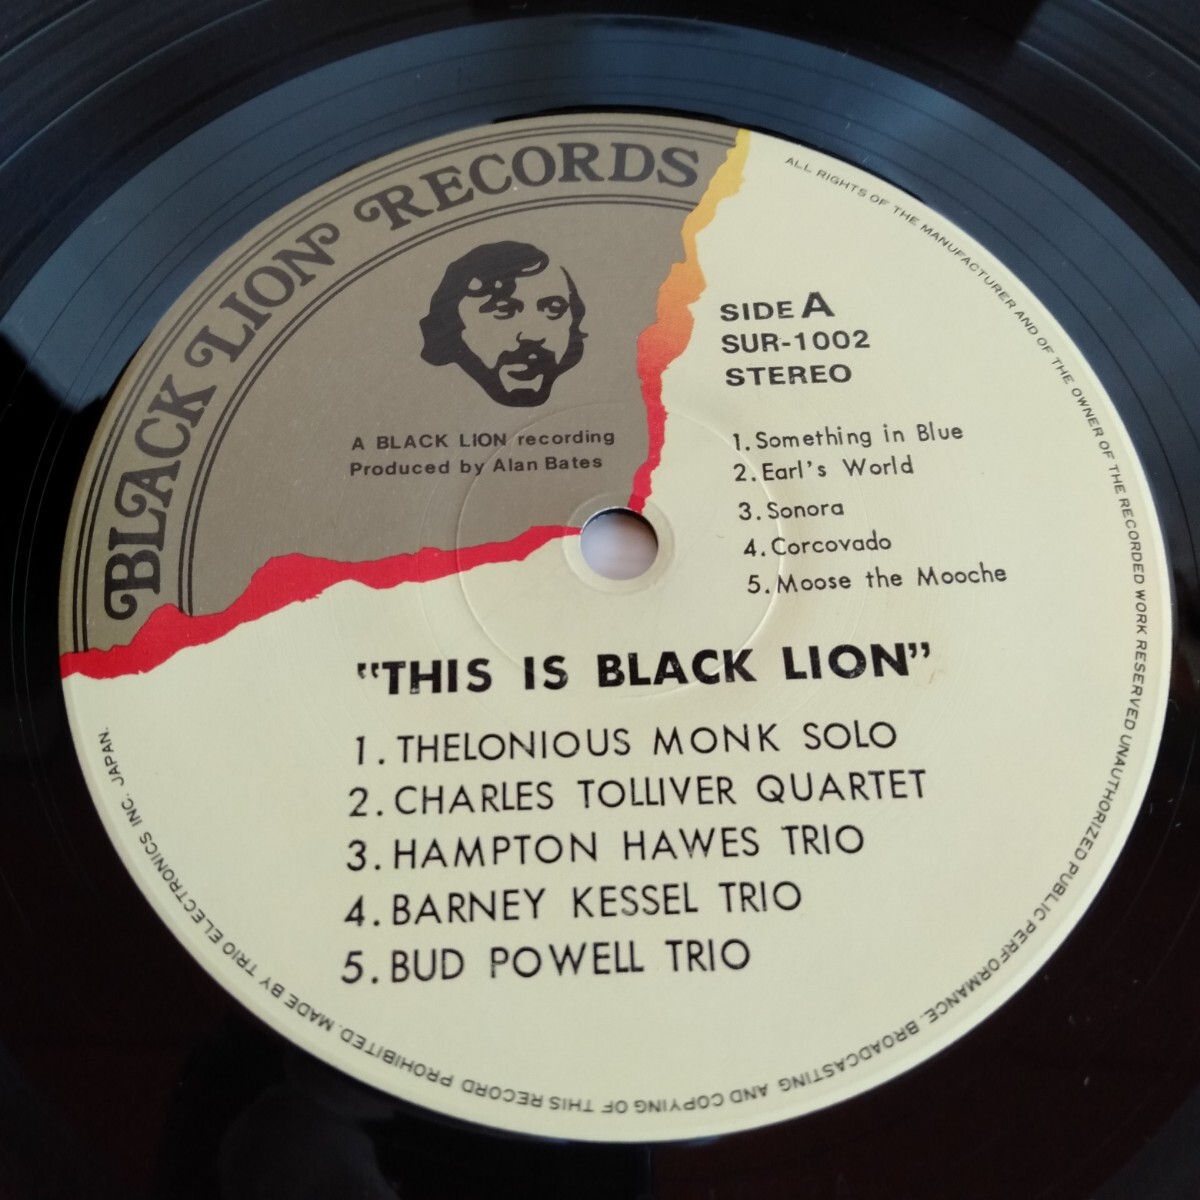 BLACK LION RECORDS
A BLACK LION recording
Produced by Alan Bates
SIDE A
SUR-1002
STEREO
1. Something in Blue
2. Earl's World
3. Sonora
4. Corcovado
5. Moose the Mooche
"THIS IS BLACK LION"
1. THELONIOUS MONK SOLO
2. CHARLES TOLLIVER QUARTET
3. HAMPTON HAWES TRIO
4. BARNEY KESSEL TRIO
5. BUD POWELL TRIO
ALL RIGHTS OF THE MANUFACTURER AND OF THE OWNER OF THE RECORDED WORK RESERVED UNAUTHORIZED PUBLIC PERFORMANCE. BROADCASTING AND COPYING OF THIS RECORD PROHIBITED. MADE BY TRIO ELECTRONICS INC. JAPAN.